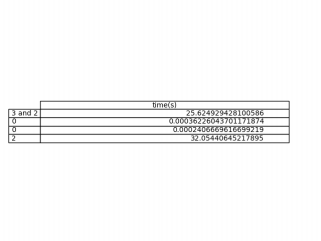 time(s)
3 and 2 25.624929428100586
0 0.00036226043701171874
0 0.0002406669616699219
2 32.05440645217895